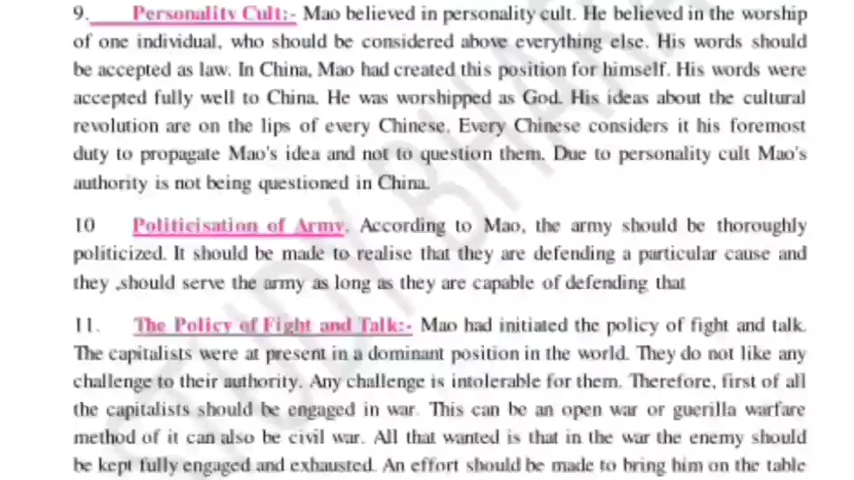 9. Personality Cult:- Mao believed in personality cult. He believed in the worship
of one individual, who should be considered above everything else. His words should
be accepted as law. In China, Mao had created this position for himself. His words were
accepted fully well to China. He was worshipped as God. His ideas about the cultural
revolution are on the lips of every Chinese. Every Chinese considers it his foremost
duty to propagate Mao's idea and not to question them. Due to personality cult Mao's
authority is not being questioned in China.
10 Politicisation of Army. According to Mao, the army should be thoroughly
politicized. It should be made to realise that they are defending a particular cause and
they ,should serve the army as long as they are capable of defending that
11. The Policy of Fight and Talk:- Mao had initiated the policy of fight and talk.
The capitalists were at present in a dominant position in the world. They do not like any
challenge to their authority. Any challenge is intolerable for them. Therefore, first of all
the capitalists should be engaged in war. This can be an open war or guerilla warfare
method of it can also be civil war. All that wanted is that in the war the enemy should
be kept fully engaged and exhausted. An effort should be made to bring him on the table
STUDY BHARA